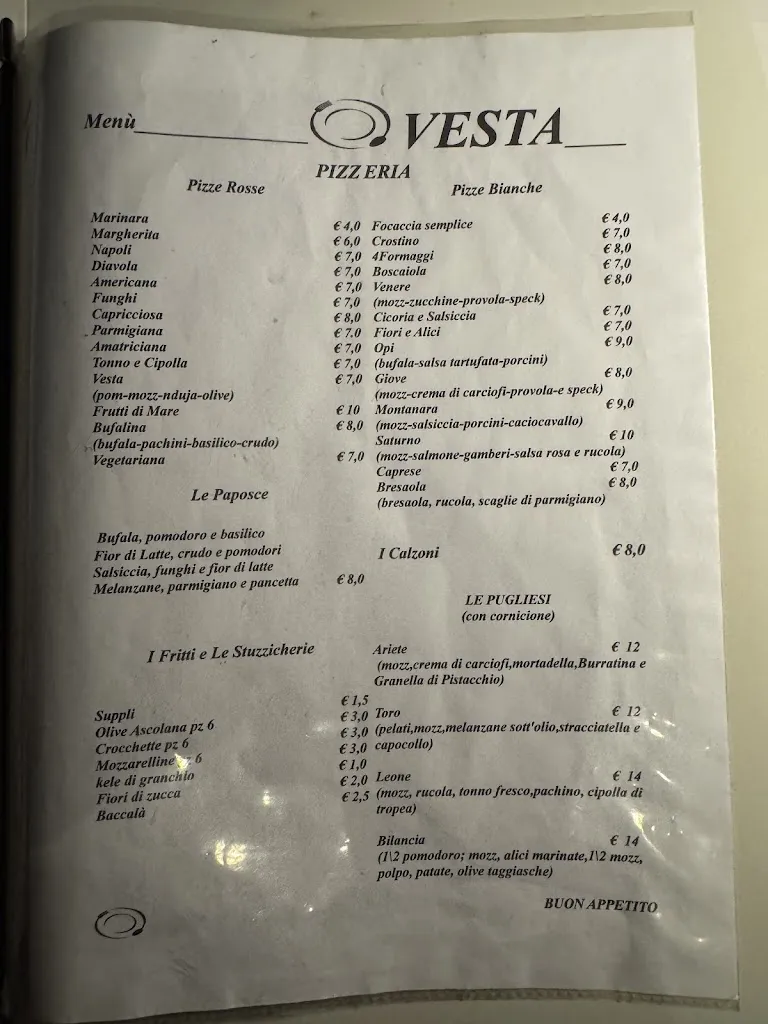 Menù VESTA
PIZZERIA
Pizze Rosse
Marinara € 4,0
Margherita € 6,0
Napoli € 7,0
Diavola € 7,0
Americana € 7,0
Funghi € 7,0
Capricciosa € 8,0
Parmigiana € 7.0
Amatriciana € 7,0
Tonno e Cipolla € 7,0
Vesta € 7,0
(pom-mozz-nduja-olive)
Frutti di Mare € 10
Bufalina € 8,0
(bufala-pachini-basilico-crudo)
Vegetariana € 7,0
Le Paposce
Bufala, pomodoro e basilico
Fior di Latte, crudo e pomodori
Salsiccia, funghi e fior di latte
Melanzane, parmigiano e pancetta € 8,0
I Fritti e Le Stuzzicherie
Supplì € 1,5
Olive Ascolana pz 6 € 3,0
Crocchette pz 6 € 3,0
Mozzarelline pz 6 € 3,0
kele di granchio € 1,0
Fiori di zucca € 2,0
Baccalà € 2,5
Pizze Bianche
Focaccia semplice € 4,0
Crostino € 7,0
4Formaggi € 8,0
Boscaiola € 7,0
Venere € 8,0
(mozz-zucchine-provola-speck)
Cicoria e Salsiccia € 7,0
Fiori e Alici € 7,0
Opi € 9,0
(bufala-salsa tartufata-porcini)
Giove € 8,0
(mozz-crema di carciofi-provola-e speck)
Montanara € 9,0
(mozz-salsiccia-porcini-caciocavallo)
Saturno € 10
(mozz-salmone-gamberi-salsa rosa e rucola)
Caprese € 7,0
Bresaola € 8,0
(bresaola, rucola, scaglie di parmigiano)
I Calzoni € 8,0
LE PUGLIESI
(con cornicione)
Ariete € 12
(mozz,crema di carciofi,mortadella,Burratina e
Granella di Pistacchio)
Toro € 12
(pelati,mozz,melanzane sott'olio,stracciatella e
capocollo)
Leone € 14
(mozz, rucola, tonno fresco,pachino, cipolla di
tropea)
Bilancia € 14
(1\2 pomodoro; mozz, alici marinate,1\2 mozz,
polpo, patate, olive taggiasche)
BUON APPETITO